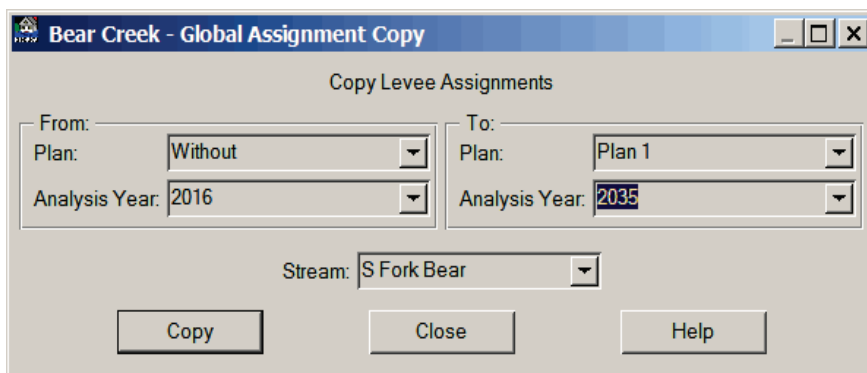 Bear Creek - Global Assignment Copy
Copy Levee Assignments
From:
Plan: Without
Analysis Year: 2016
To:
Plan: Plan 1
Analysis Year: 2035
Stream: S Fork Bear
Copy
Close
Help